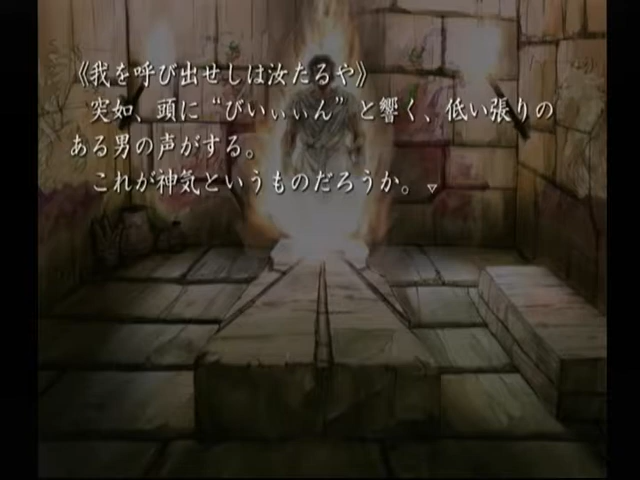 《我を呼び出せしは汝たるや》
突如、頭に“びいぃぃん”と響く、低い張りの
ある男の声がする。
これが神気というものだろうか。▽